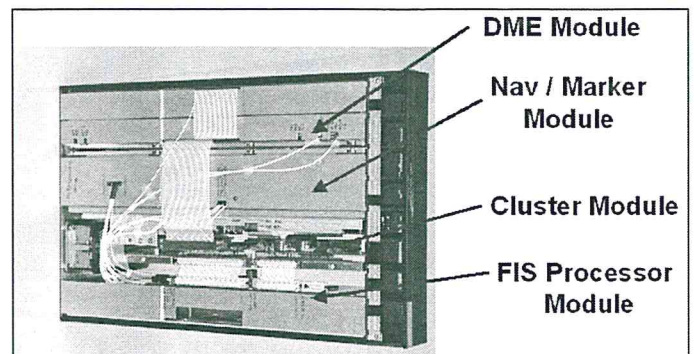 DME Module
Nav / Marker
Module
Cluster Module
FIS Processor
Module